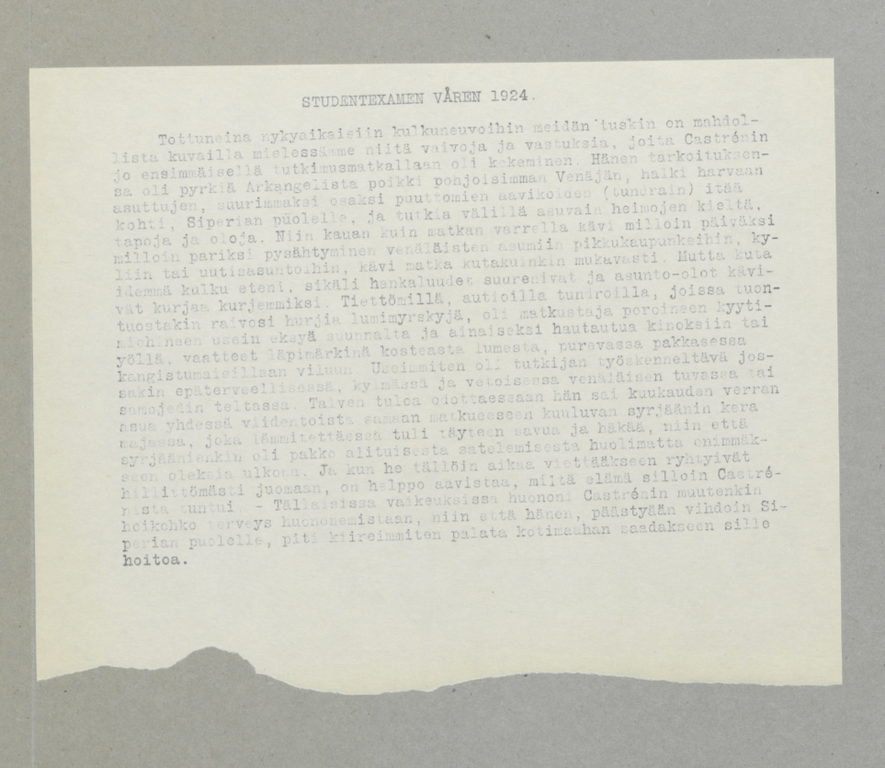 STUDENTEXAMEN VÅREN 1924.
Tottuneina nykyaikaisiin kulkuneuvoihin meidän tuskin on mahdol-
lista kuvailla mielessämme niitä vaivoja ja vastuksia, joita Castrénin
jo ensimmäisellä tutkimusmatkallaan oli kokeminen. Hänen tarkoituksen-
sa oli pyrkiä Arkangelista poikki pohjoisimman Venäjän, halki harvaan
asuttujen, suurimmaksi osaksi puuttomien aavikoiden (tundrain) itää
kohti, Siperian puolelle, ja tutkia välillä asuvain heimojen kieltä,
tapoja ja oloja. Niin kauan kuin matkan varrella kävi milloin päiväksi
milloin pariksi pysähtyminen venäläisten asumiin pikkukaupunkeihin, ky-
liin tai uutisasuntoihin, kävi matka kutakuinkin mukavasti. Mutta kuta
idemmä kulku eteni, sikäli hankaluudet suurenivat ja asunto-olot kävi-
vät kurjaa kurjemmiksi. Tiettömillä, autioilla tundroilla, joissa tuon-
tuostakin raivosi hurjia lumimyrskyjä, oli matkustaja poroineen kyyti-
miehineen usein eksyä suunnalta ja ainaiseksi hautautua kinoksiin tai
yöllä, vaatteet läpimärkinä kosteasta lumesta, purevassa pakkasessa
kangistumaisillaan viluun. Useimmiten oli tutkijan työskenneltävä jos-
sakin epäterveellisessä, kylmässä ja vetoisessa venäläisen tuvassa tai
samojedin teltassa. Talven tuloa odottaessaan hän sai kuukauden verran
asua yhdessä viidentoista samaan matkueeseen kuuluvan syrjäänin kera
majassa, joka lämmitettäessä tuli täyteen savua ja häkää, niin että
syrjäänienkin oli pakko alituisesta satelemisesta huolimatta enimmäk-
seen oleksia ulkona. Ja kun he tällöin aikaa viettääkseen ryhtyivät
hillittömästi juomaan, on helppo aavistaa, miltä elämä silloin Castré-
nista tuntui. - Tällaisissa vaikeuksissa huononi Castrénin muutenkin
heikohko terveys huononemistaan, niin että hänen, päästyään vihdoin Si-
perian puolelle, piti kiireimmiten palata kotimaahan saadakseen sille
hoitoa.